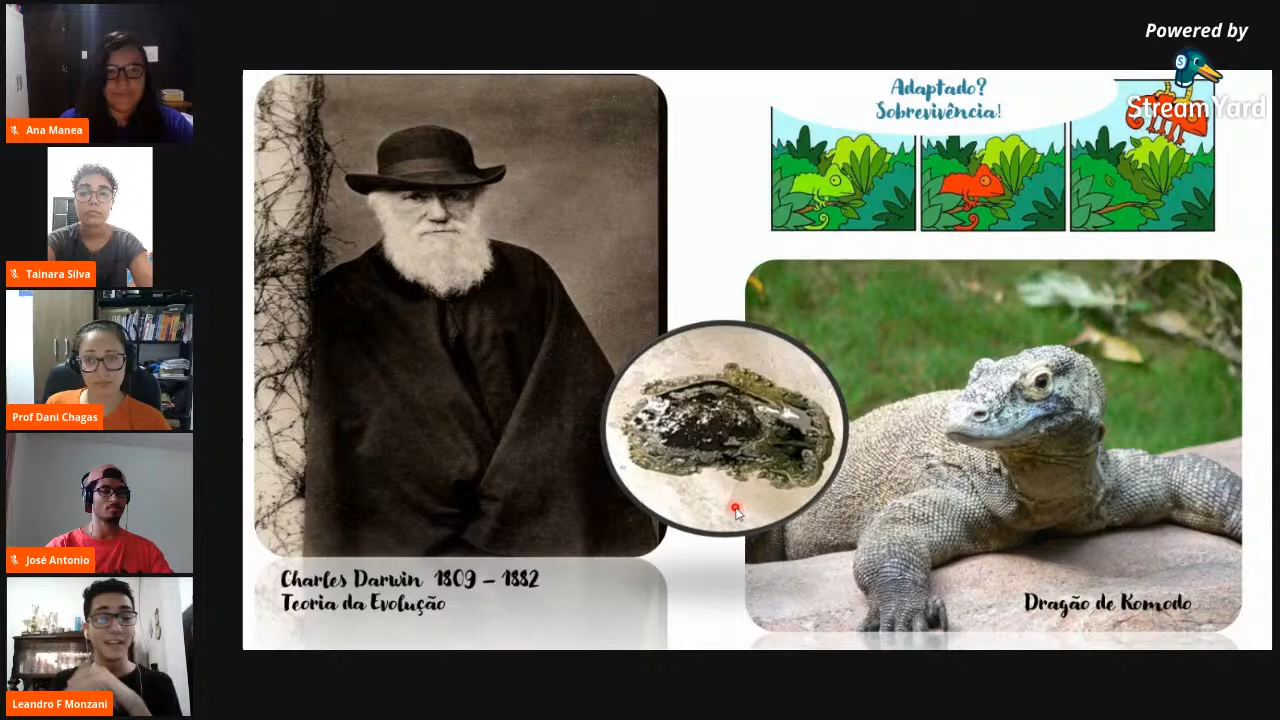 Powered by
StreamYard
Ana Manea
Tainara Silva
Prof Dani Chagas
José Antonio
Leandro F Monzani
Adaptado?
Sobrevivência!
Charles Darwin 1809 – 1882
Teoria da Evolução
Dragão de Komodo